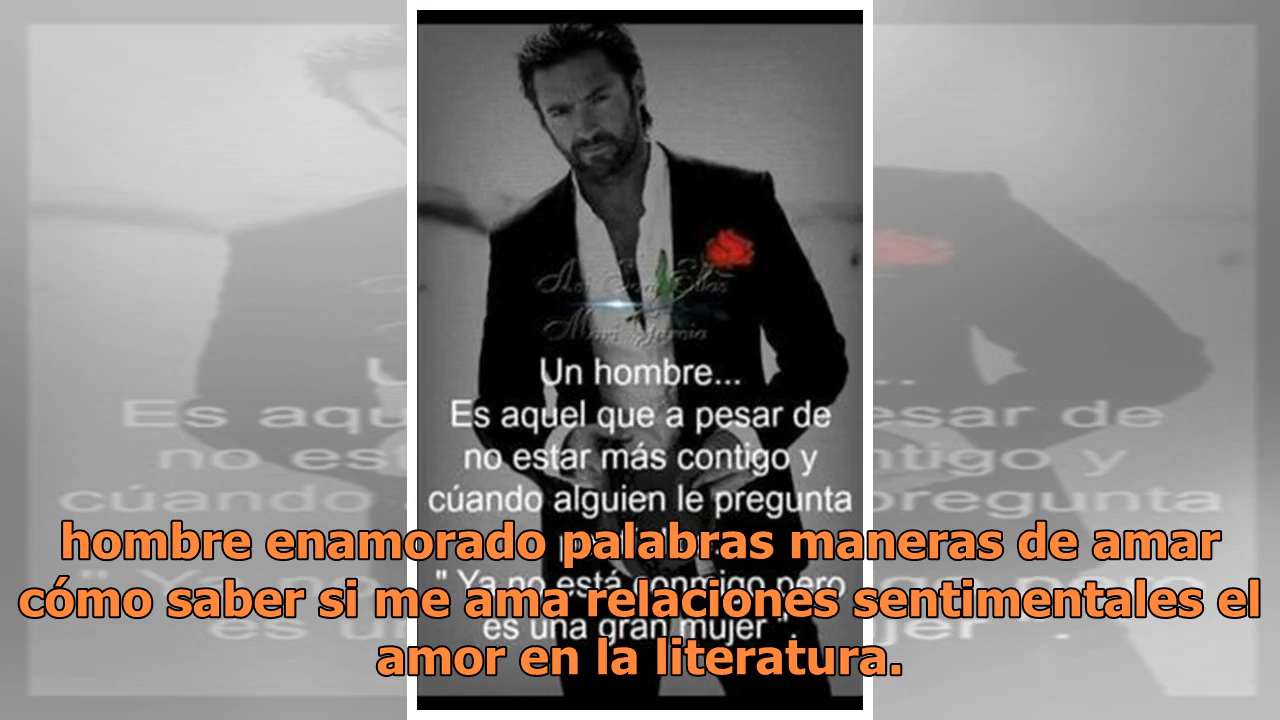 Un hombre...
Es aquel que a pesar de
no estar más contigo y
cúando alguien le pregunta
hombre enamorado palabras maneras de amar
" Ya no está conmigo pero
cómo saber si me ama relaciones sentimentales el
es una gran mujer ".
amor en la literatura.